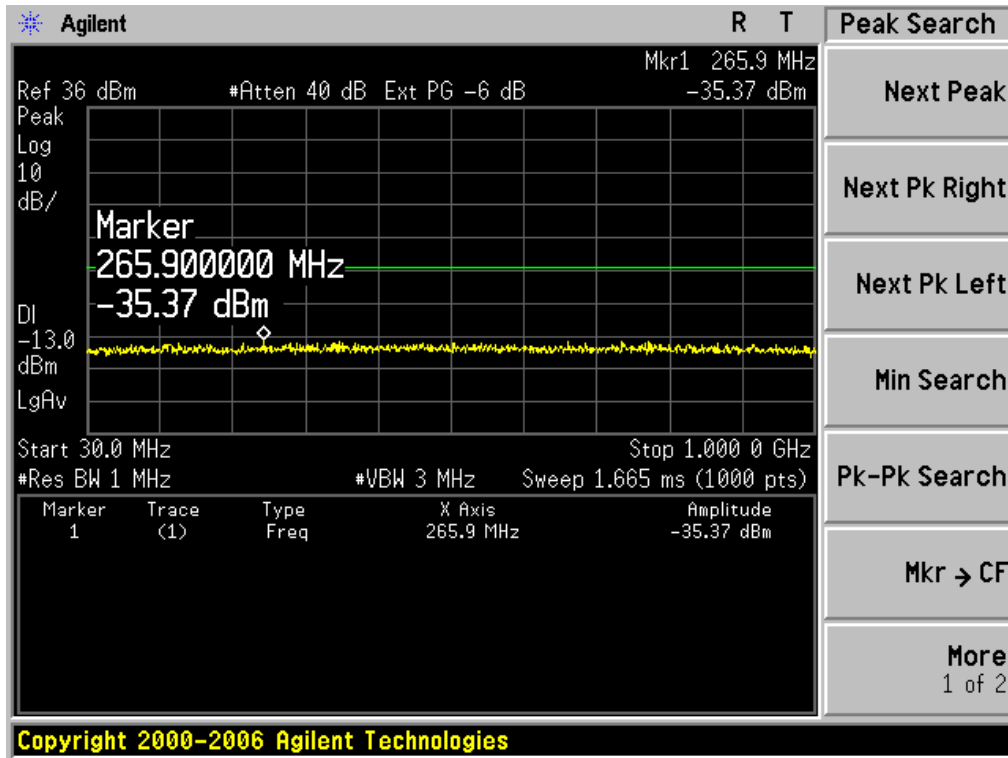 Agilent R T Peak Search
Mkr1 265.9 MHz
Ref 36 dBm #Atten 40 dB Ext PG -6 dB -35.37 dBm
Peak
Log
10
dB/
Marker
265.900000 MHz
-35.37 dBm
DI
-13.0
dBm
LgAv
Start 30.0 MHz Stop 1.000 0 GHz
#Res BW 1 MHz #VBW 3 MHz Sweep 1.665 ms (1000 pts)
Marker Trace Type X Axis Amplitude
1 (1) Freq 265.9 MHz -35.37 dBm
Next Peak
Next Pk Right
Next Pk Left
Min Search
Pk-Pk Search
Mkr → CF
More
1 of 2
Copyright 2000-2006 Agilent Technologies